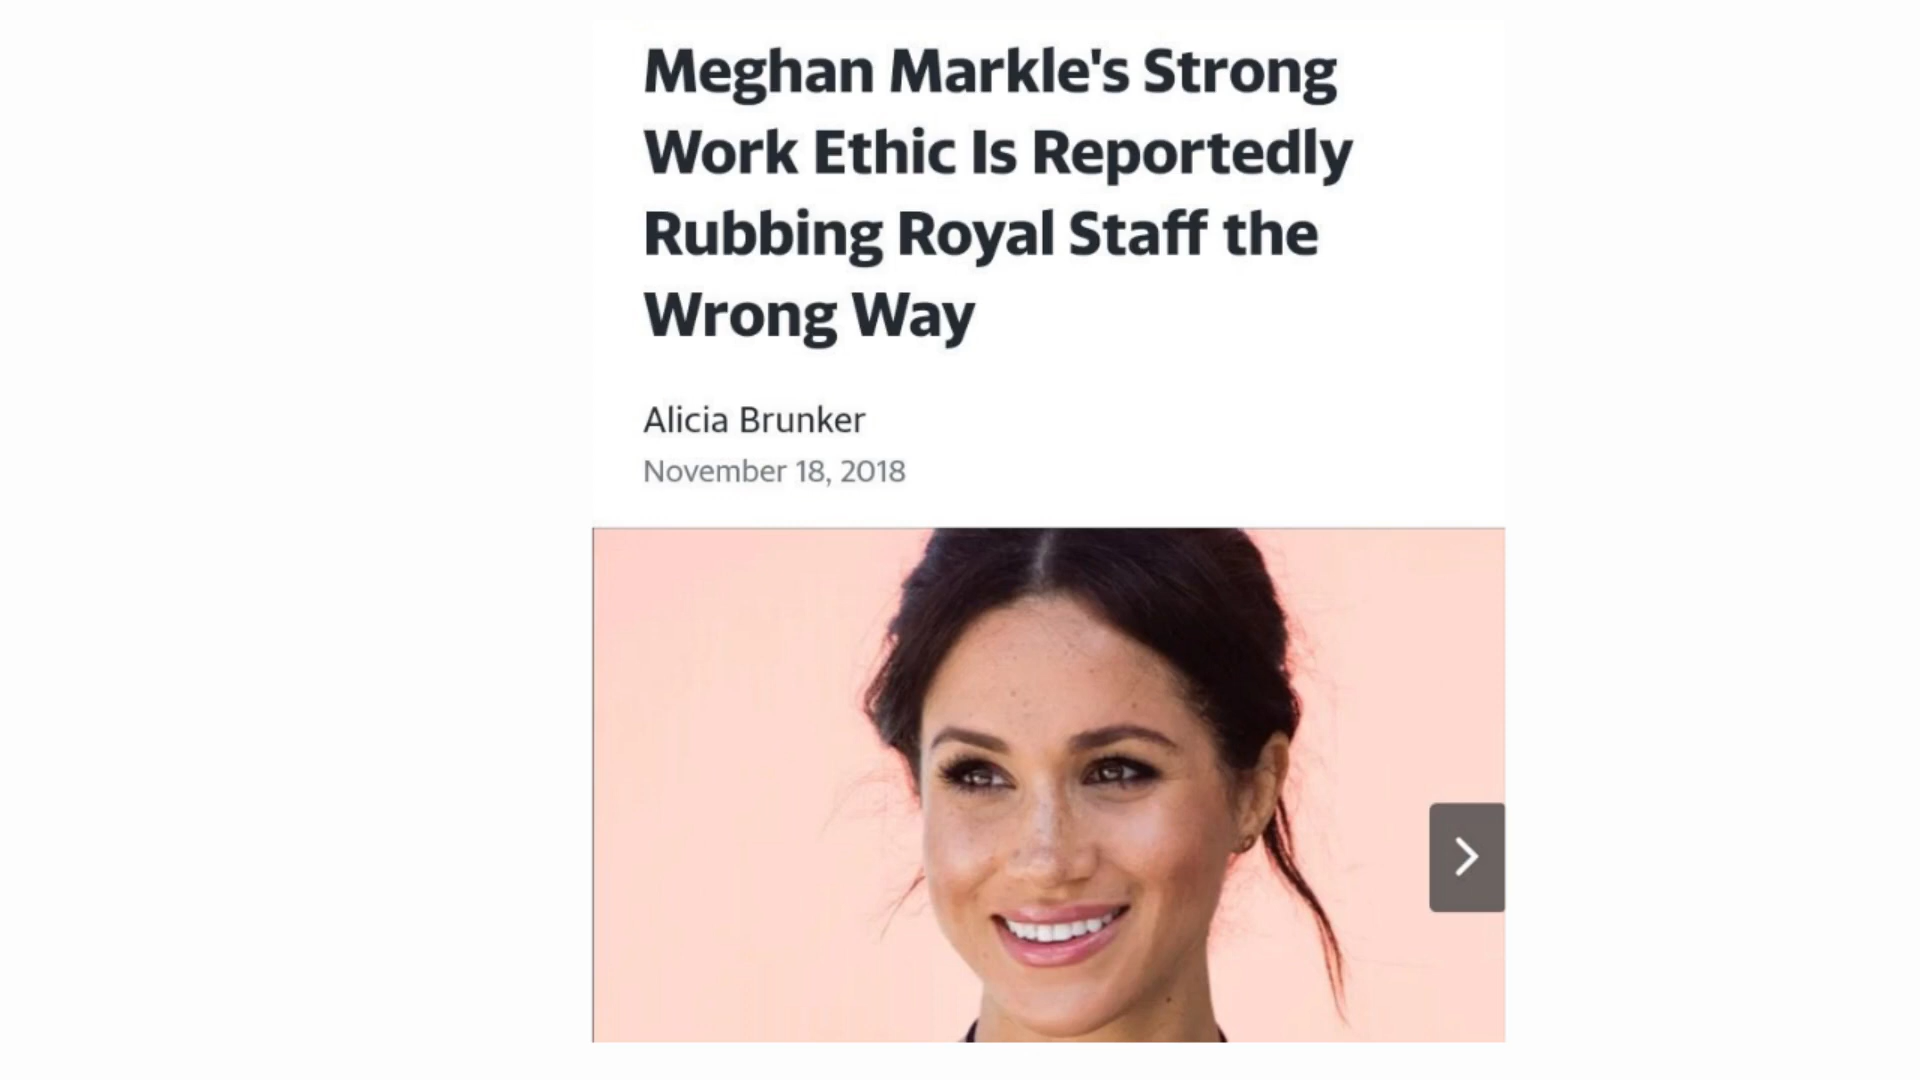 Meghan Markle's Strong
Work Ethic Is Reportedly
Rubbing Royal Staff the
Wrong Way
Alicia Brunker
November 18, 2018